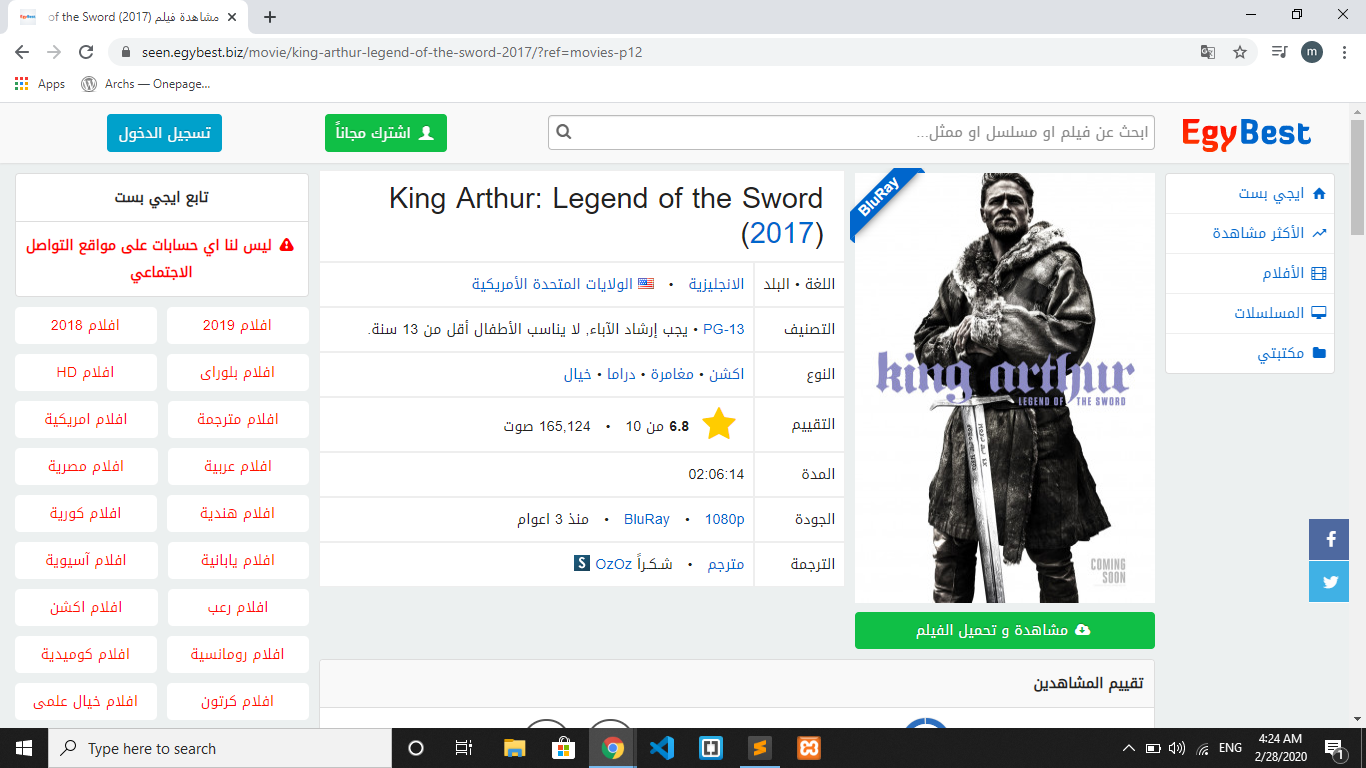 مشاهدة فيلم of the Sword (2017)
seen.egybest.biz/movie/king-arthur-legend-of-the-sword-2017/?ref=movies-p12
m
Apps
Archs — Onepage...
EgyBest
ابحث عن فيلم او مسلسل او ممثل...
اشترك مجاناً
تسجيل الدخول
ايجي بست
الأكثر مشاهدة
الأفلام
المسلسلات
مكتبتي
BluRay
king arthur
LEGEND OF THE SWORD
COMING
SOON
مشاهدة و تحميل الفيلم
King Arthur: Legend of the Sword
(2017)
اللغة • البلد
الانجليزية • الولايات المتحدة الأمريكية
التصنيف
PG-13 • يجب إرشاد الآباء, لا يناسب الأطفال أقل من 13 سنة.
النوع
اكشن • مغامرة • دراما • خيال
التقييم
6.8 من 10 • 165,124 صوت
المدة
02:06:14
الجودة
1080p • BluRay • منذ 3 اعوام
الترجمة
مترجم • شـكـراً OzOz S
تقييم المشاهدين
تابع ايجي بست
ليس لنا اي حسابات على مواقع التواصل
الاجتماعي
افلام 2019
افلام 2018
افلام بلوراى
افلام HD
افلام مترجمة
افلام امريكية
افلام عربية
افلام مصرية
افلام هندية
افلام كورية
افلام يابانية
افلام آسيوية
افلام رعب
افلام اكشن
افلام رومانسية
افلام كوميدية
افلام كرتون
افلام خيال علمى
Type here to search
ENG
4:24 AM
2/28/2020
1